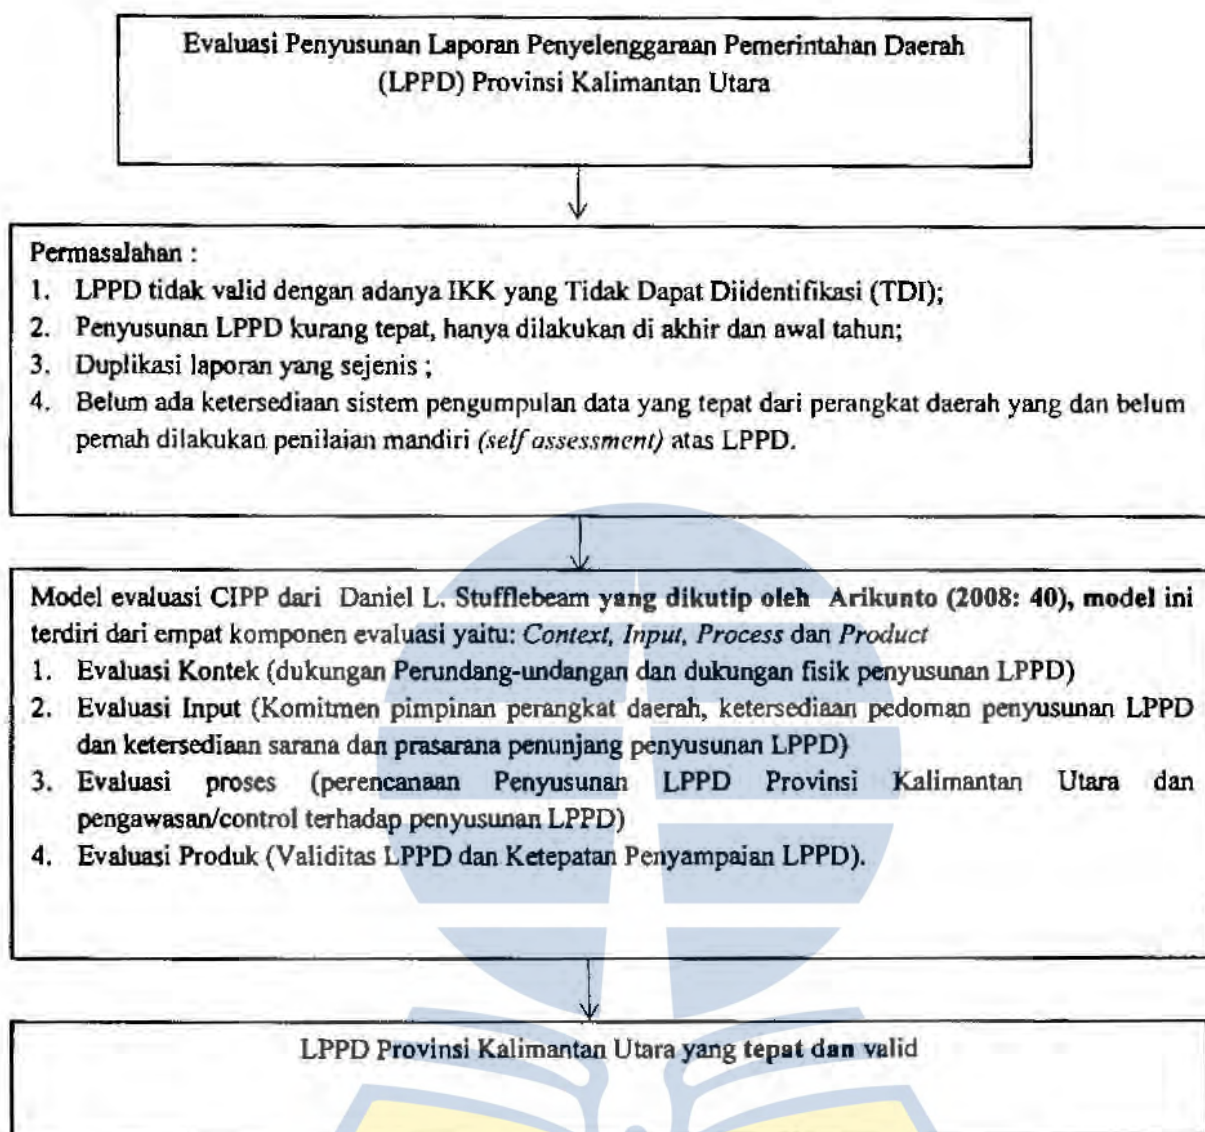 Evaluasi Penyusunan Laporan Penyelenggaraan Pemerintahan Daerah
(LPPD) Provinsi Kalimantan Utara
Permasalahan :
1. LPPD tidak valid dengan adanya IKK yang Tidak Dapat Diidentifikasi (TDI);
2. Penyusunan LPPD kurang tepat, hanya dilakukan di akhir dan awal tahun;
3. Duplikasi laporan yang sejenis ;
4. Belum ada ketersediaan sistem pengumpulan data yang tepat dari perangkat daerah yang dan belum
pernah dilakukan penilaian mandiri (self assessment) atas LPPD.
Model evaluasi CIPP dari Daniel L. Stufflebeam yang dikutip oleh Arikunto (2008: 40), model ini
terdiri dari empat komponen evaluasi yaitu: Context, Input, Process dan Product
1. Evaluasi Kontek (dukungan Perundang-undangan dan dukungan fisik penyusunan LPPD)
2. Evaluasi Input (Komitmen pimpinan perangkat daerah, ketersediaan pedoman penyusunan LPPD
dan ketersediaan sarana dan prasarana penunjang penyusunan LPPD)
3. Evaluasi proses (perencanaan Penyusunan LPPD Provinsi Kalimantan Utara dan
pengawasan/control terhadap penyusunan LPPD)
4. Evaluasi Produk (Validitas LPPD dan Ketepatan Penyampaian LPPD).
LPPD Provinsi Kalimantan Utara yang tepat dan valid